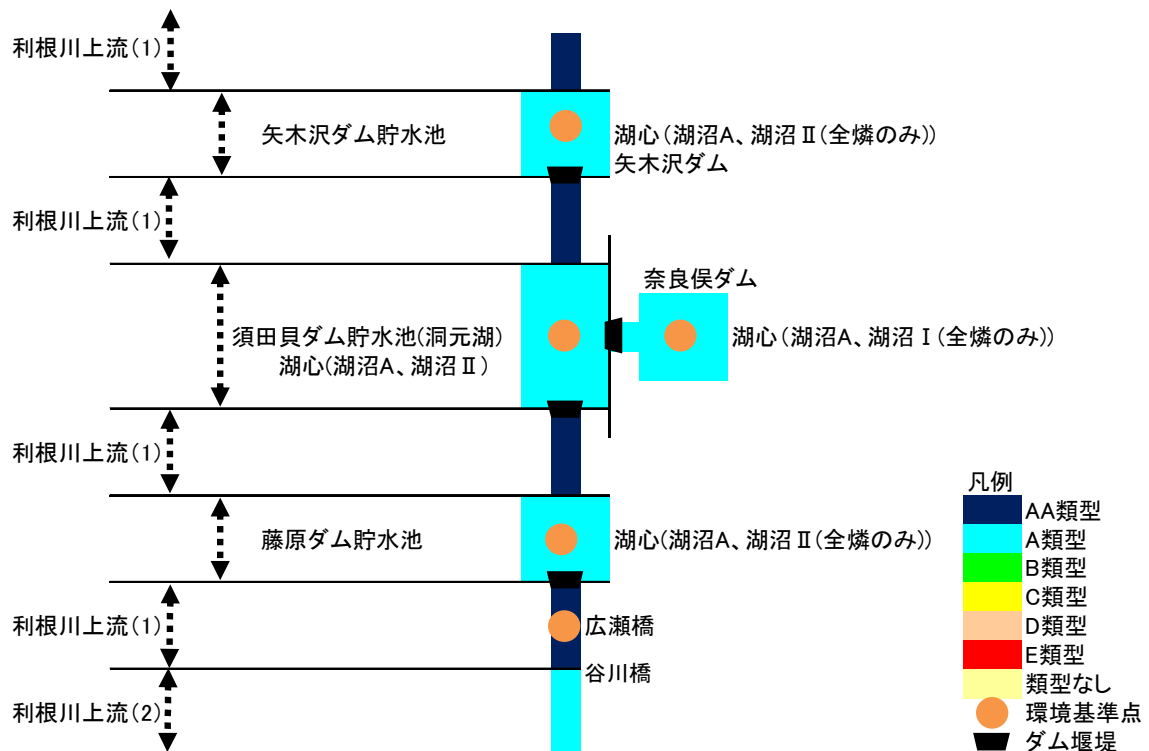 利根川上流(1)
矢木沢ダム貯水池
湖心(湖沼A、湖沼Ⅱ(全燐のみ))
矢木沢ダム
利根川上流(1)
奈良俣ダム
須田貝ダム貯水池(洞元湖)
湖心(湖沼A、湖沼Ⅱ)
湖心(湖沼A、湖沼Ⅰ(全燐のみ))
利根川上流(1)
藤原ダム貯水池
湖心(湖沼A、湖沼Ⅱ(全燐のみ))
利根川上流(1)
広瀬橋
谷川橋
利根川上流(2)
凡例
AA類型
A類型
B類型
C類型
D類型
E類型
類型なし
環境基準点
ダム堰堤